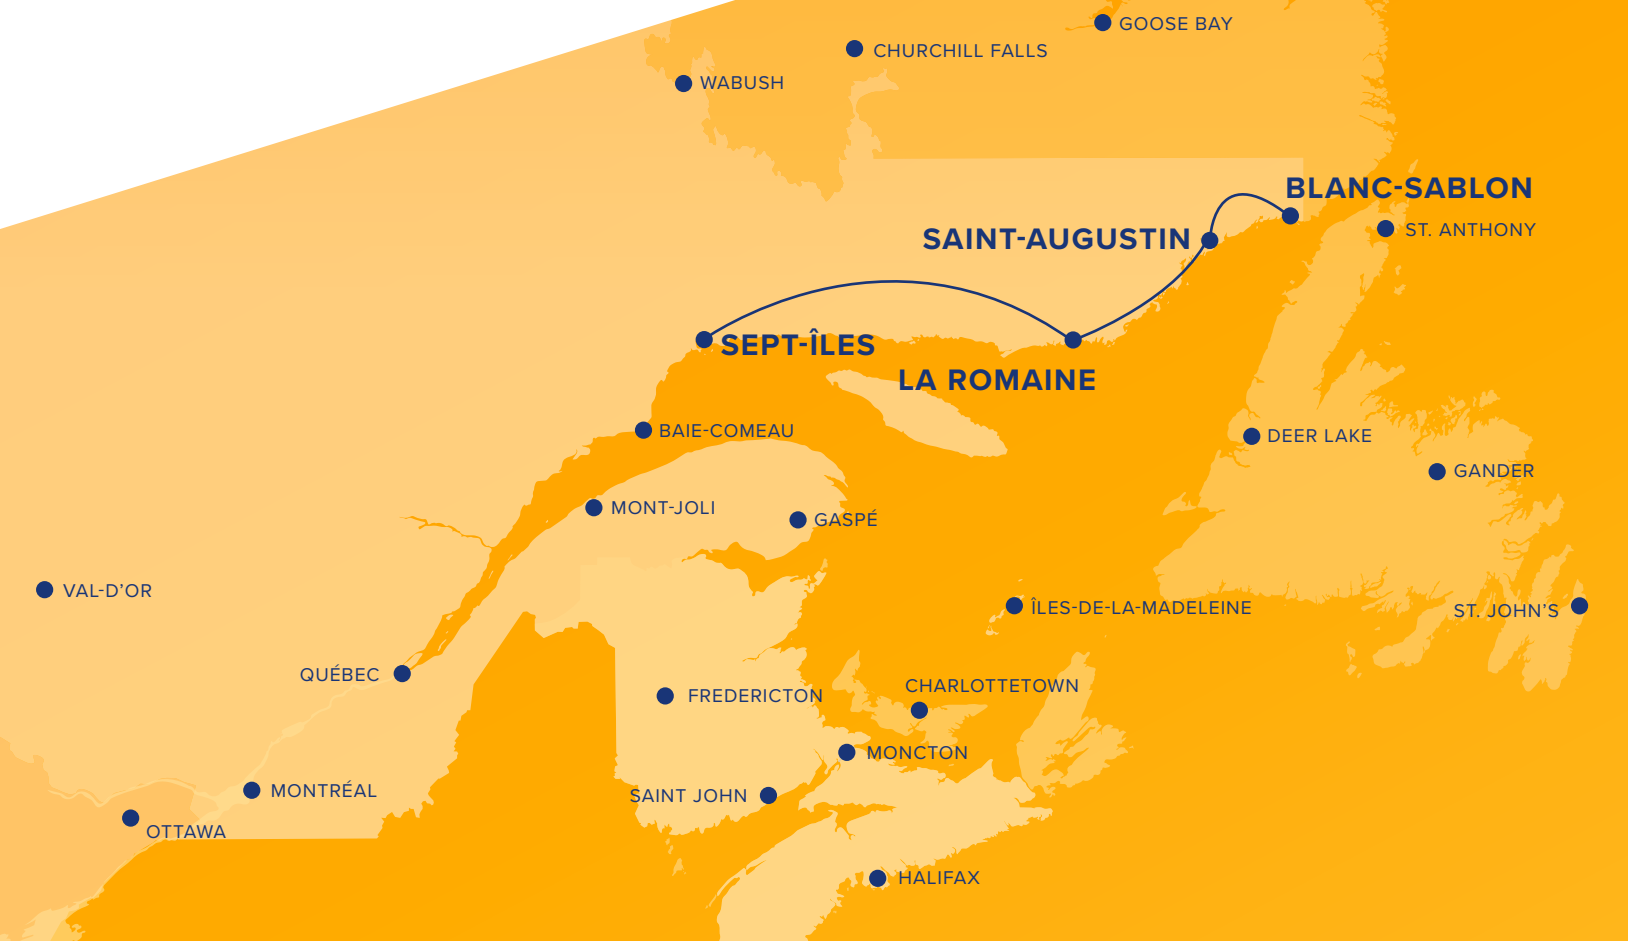 GOOSE BAY
CHURCHILL FALLS
WABUSH
BLANC-SABLON
ST. ANTHONY
SAINT-AUGUSTIN
SEPT-ÎLES
LA ROMAINE
BAIE-COMEAU
DEER LAKE
GANDER
MONT-JOLI
GASPÉ
VAL-D’OR
ÎLES-DE-LA-MADELEINE
ST. JOHN’S
QUÉBEC
CHARLOTTETOWN
FREDERICTON
MONCTON
MONTRÉAL
SAINT JOHN
OTTAWA
HALIFAX